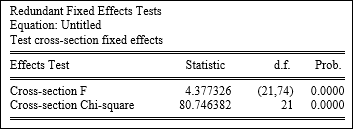 Redundant Fixed Effects Tests
Equation: Untitled
Test cross-section fixed effects
Effects Test Statistic d.f. Prob.
Cross-section F 4.377326 (21,74) 0.0000
Cross-section Chi-square 80.746382 21 0.0000